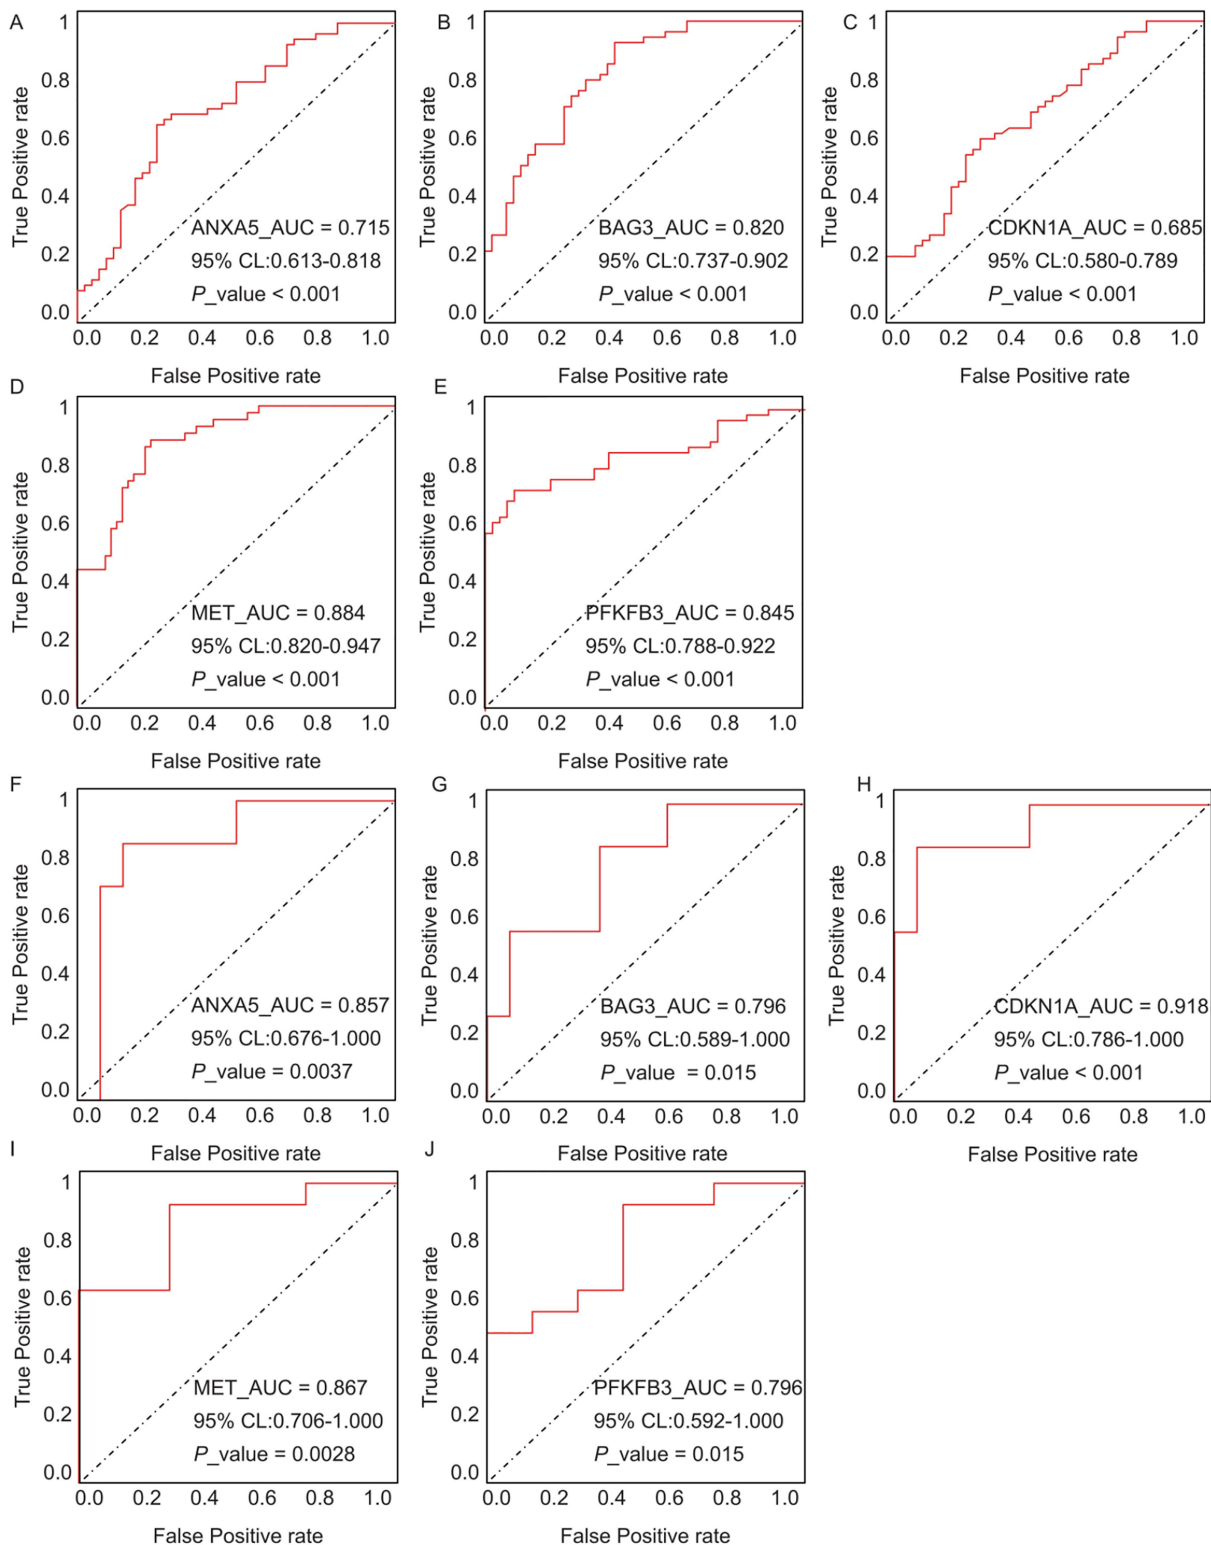 A
True Positive rate
1
0.8
0.6
0.4
0.2
0.0
ANXA5_AUC = 0.715
95% CL:0.613-0.818
P_value < 0.001
0.0 0.2 0.4 0.6 0.8 1.0
False Positive rate
B
True Positive rate
1
0.8
0.6
0.4
0.2
0.0
BAG3_AUC = 0.820
95% CL:0.737-0.902
P_value < 0.001
0.0 0.2 0.4 0.6 0.8 1.0
False Positive rate
C
True Positive rate
1
0.8
0.6
0.4
0.2
0.0
CDKN1A_AUC = 0.685
95% CL:0.580-0.789
P_value < 0.001
0.0 0.2 0.4 0.6 0.8 1.0
False Positive rate
D
True Positive rate
1
0.8
0.6
0.4
0.2
0.0
MET_AUC = 0.884
95% CL:0.820-0.947
P_value < 0.001
0.0 0.2 0.4 0.6 0.8 1.0
False Positive rate
E
True Positive rate
1
0.8
0.6
0.4
0.2
0.0
PFKFB3_AUC = 0.845
95% CL:0.788-0.922
P_value < 0.001
0.0 0.2 0.4 0.6 0.8 1.0
False Positive rate
F
True Positive rate
1
0.8
0.6
0.4
0.2
0.0
ANXA5_AUC = 0.857
95% CL:0.676-1.000
P_value = 0.0037
0.0 0.2 0.4 0.6 0.8 1.0
False Positive rate
G
True Positive rate
1
0.8
0.6
0.4
0.2
0.0
BAG3_AUC = 0.796
95% CL:0.589-1.000
P_value = 0.015
0.0 0.2 0.4 0.6 0.8 1.0
False Positive rate
H
True Positive rate
1
0.8
0.6
0.4
0.2
0.0
CDKN1A_AUC = 0.918
95% CL:0.786-1.000
P_value < 0.001
0.0 0.2 0.4 0.6 0.8 1.0
False Positive rate
I
True Positive rate
1
0.8
0.6
0.4
0.2
0.0
MET_AUC = 0.867
95% CL:0.706-1.000
P_value = 0.0028
0.0 0.2 0.4 0.6 0.8 1.0
False Positive rate
J
True Positive rate
1
0.8
0.6
0.4
0.2
0.0
PFKFB3_AUC = 0.796
95% CL:0.592-1.000
P_value = 0.015
0.0 0.2 0.4 0.6 0.8 1.0
False Positive rate